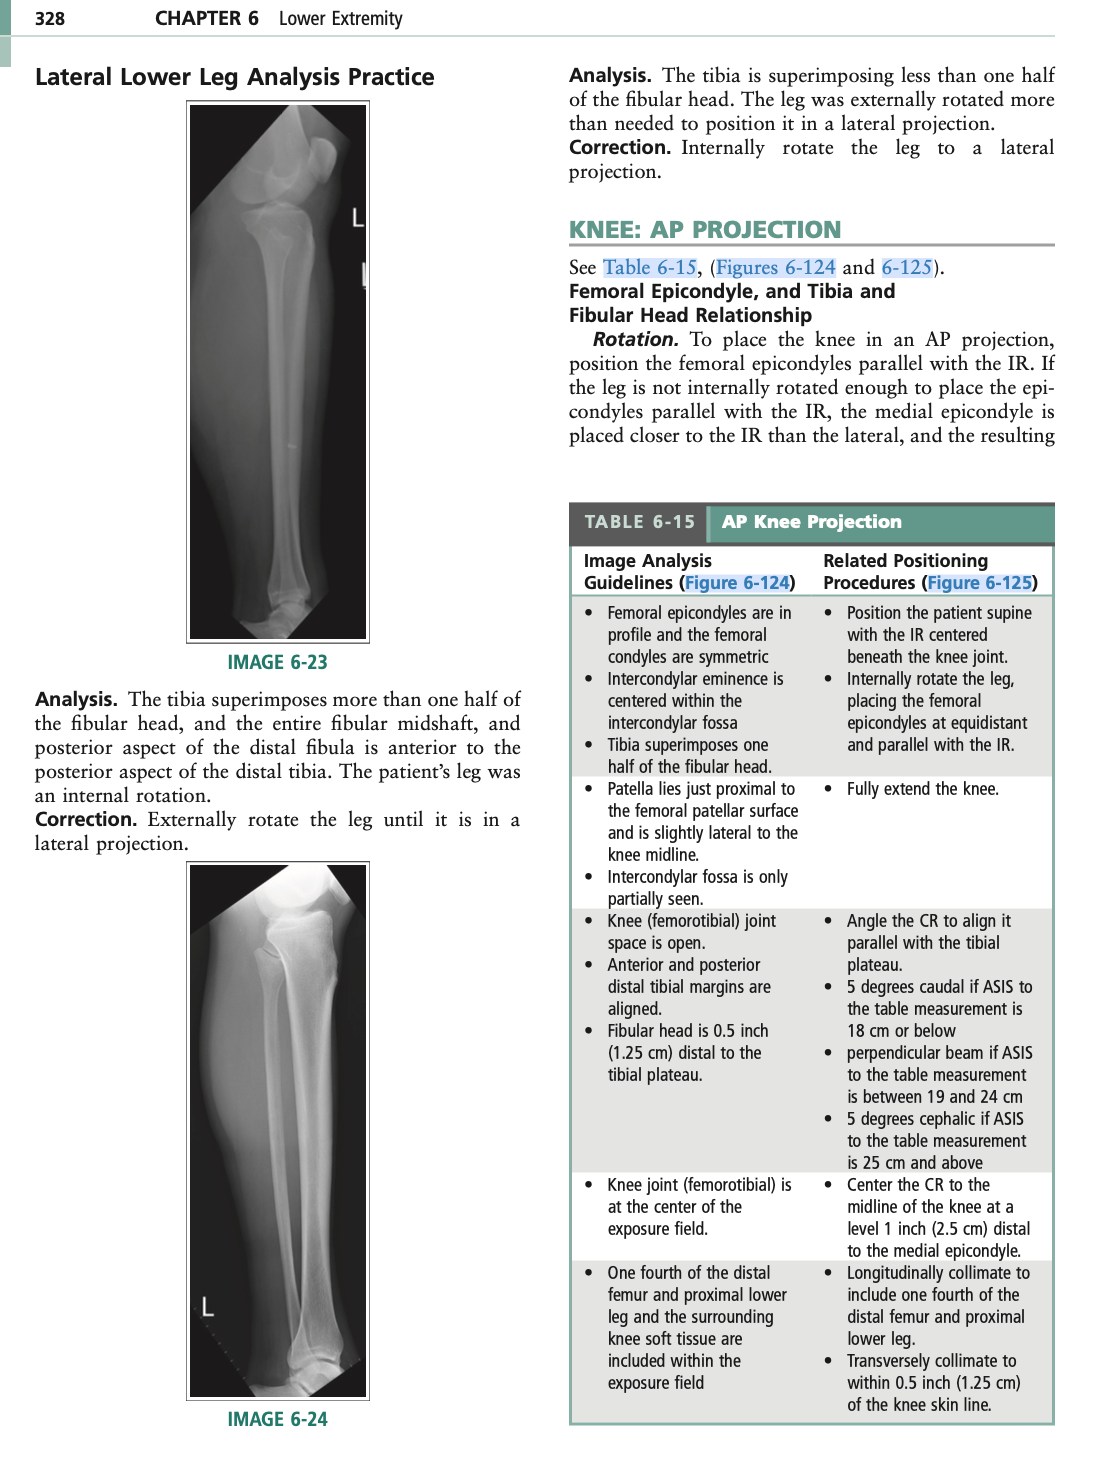 328
CHAPTER 6 Lower Extremity
Lateral Lower Leg Analysis Practice
L
IMAGE 6-23
Analysis. The tibia superimposes more than one half of
the fibular head, and the entire fibular midshaft, and
posterior aspect of the distal fibula is anterior to the
posterior aspect of the distal tibia. The patient's leg was
an internal rotation.
Correction. Externally rotate the leg until it is in a
lateral projection.
L
IMAGE 6-24
Analysis. The tibia is superimposing less than one half
of the fibular head. The leg was externally rotated more
than needed to position it in a lateral projection.
Correction. Internally rotate the leg to a lateral
projection.
KNEE: AP PROJECTION
See Table 6-15, (Figures 6-124 and 6-125).
Femoral Epicondyle, and Tibia and
Fibular Head Relationship
Rotation. To place the knee in an AP projection,
position the femoral epicondyles parallel with the IR. If
the leg is not internally rotated enough to place the epi-
condyles parallel with the IR, the medial epicondyle is
placed closer to the IR than the lateral, and the resulting
TABLE 6-15 AP Knee Projection
Image Analysis
Guidelines (Figure 6-124)
Related Positioning
Procedures (Figure 6-125)
• Femoral epicondyles are in
profile and the femoral
condyles are symmetric
• Intercondylar eminence is
centered within the
intercondylar fossa
• Tibia superimposes one
half of the fibular head.
• Position the patient supine
with the IR centered
beneath the knee joint.
• Internally rotate the leg,
placing the femoral
epicondyles at equidistant
and parallel with the IR.
• Patella lies just proximal to
the femoral patellar surface
and is slightly lateral to the
knee midline.
• Intercondylar fossa is only
partially seen.
• Fully extend the knee.
• Knee (femorotibial) joint
space is open.
• Anterior and posterior
distal tibial margins are
aligned.
• Fibular head is 0.5 inch
(1.25 cm) distal to the
tibial plateau.
• Angle the CR to align it
parallel with the tibial
plateau.
• 5 degrees caudal if ASIS to
the table measurement is
18 cm or below
• perpendicular beam if ASIS
to the table measurement
is between 19 and 24 cm
• 5 degrees cephalic if ASIS
to the table measurement
is 25 cm and above
• Knee joint (femorotibial) is
at the center of the
exposure field.
• Center the CR to the
midline of the knee at a
level 1 inch (2.5 cm) distal
to the medial epicondyle.
• One fourth of the distal
femur and proximal lower
leg and the surrounding
knee soft tissue are
included within the
exposure field
• Longitudinally collimate to
include one fourth of the
distal femur and proximal
lower leg.
• Transversely collimate to
within 0.5 inch (1.25 cm)
of the knee skin line.